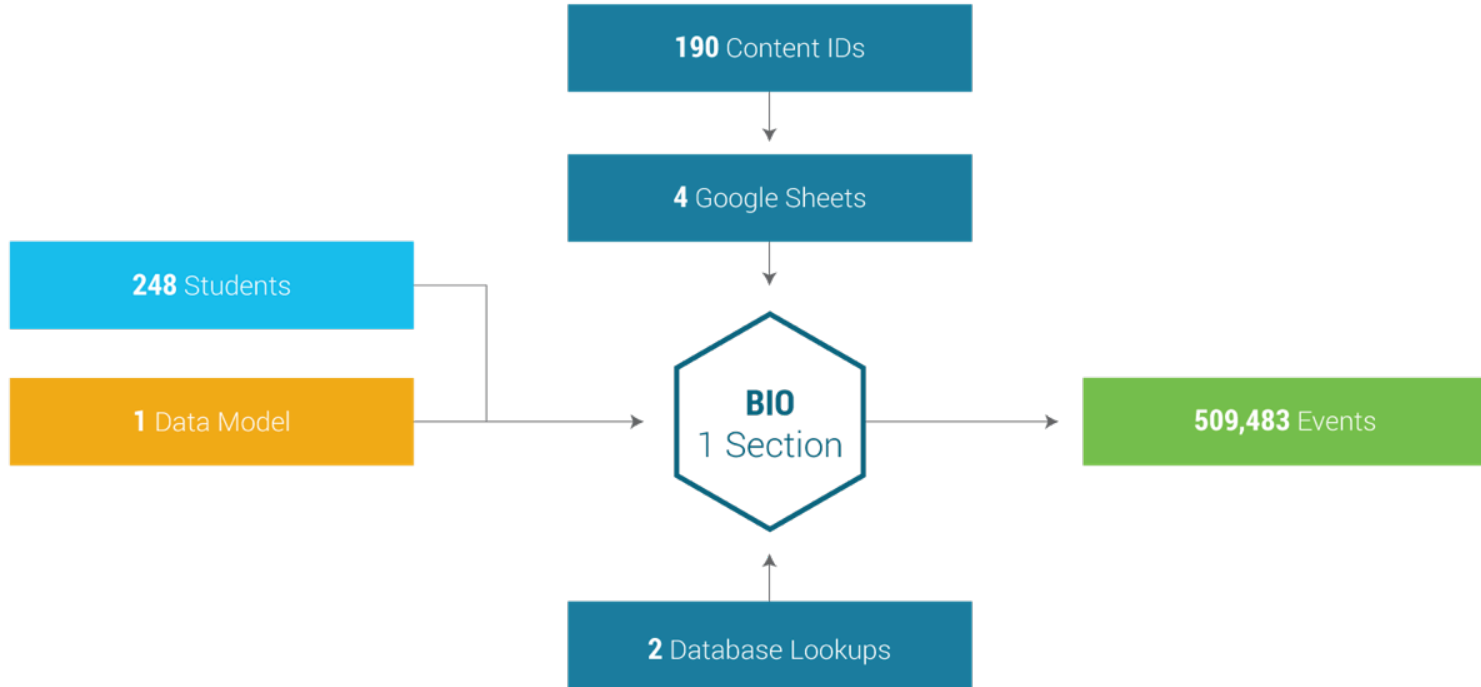 190 Content IDs
4 Google Sheets
248 Students
1 Data Model
BIO
1 Section
509,483 Events
2 Database Lookups